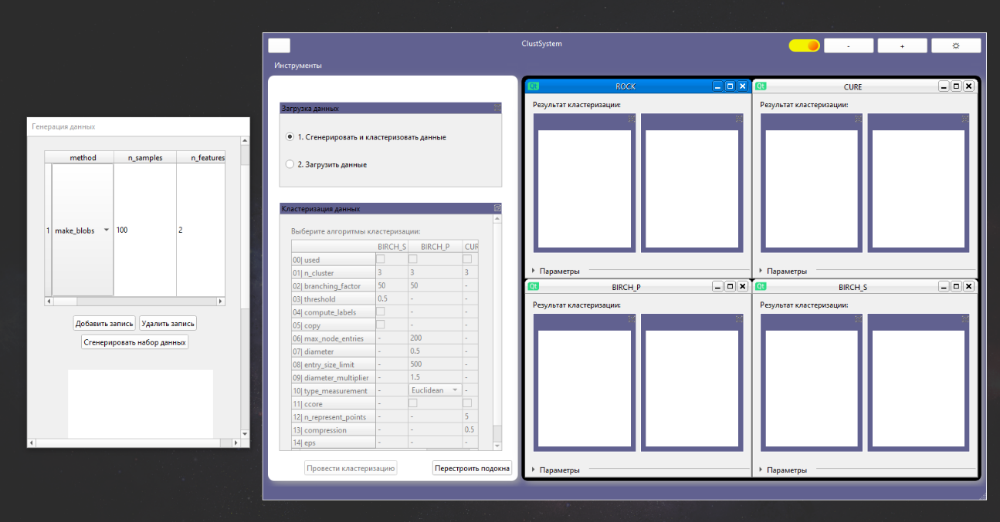 Генерация данных
method n_samples n_features
1 make_blobs 100 2
Добавить запись Удалить запись
Сгенерировать набор данных
ClustSystem
- +
Инструменты
Загрузка данных
1. Сгенерировать и кластеризовать данные
2. Загрузить данные
Кластеризация данных
Выберите алгоритмы кластеризации:
BIRCH_S BIRCH_P CUR
00| used
01| n_cluster 3 3 3
02| branching_factor 50 50 -
03| threshold 0.5 - -
04| compute_labels - -
05| copy - -
06| max_node_entries - 200 -
07| diameter - 0.5 -
08| entry_size_limit - 500 -
09| diameter_multiplier - 1.5 -
10| type_measurement - Euclidean -
11| ccore -
12| n_represent_points - - 5
13| compression - - 0.5
14| eps - - -
Провести кластеризацию Перестроить подокна
Qt ROCK
Результат кластеризации:
Параметры
Qt CURE
Результат кластеризации:
Параметры
Qt BIRCH_P
Результат кластеризации:
Параметры
Qt BIRCH_S
Результат кластеризации:
Параметры